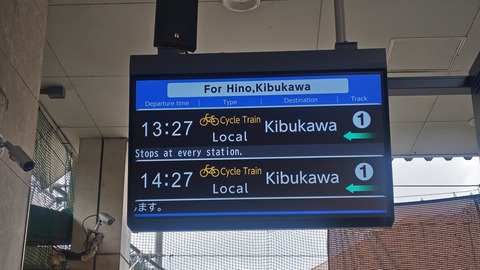 For Hino,Kibukawa
Departure time Type Destination Track
13:27 Cycle Train Local Kibukawa 1
Stops at every station.
14:27 Cycle Train Local Kibukawa 1
ます。